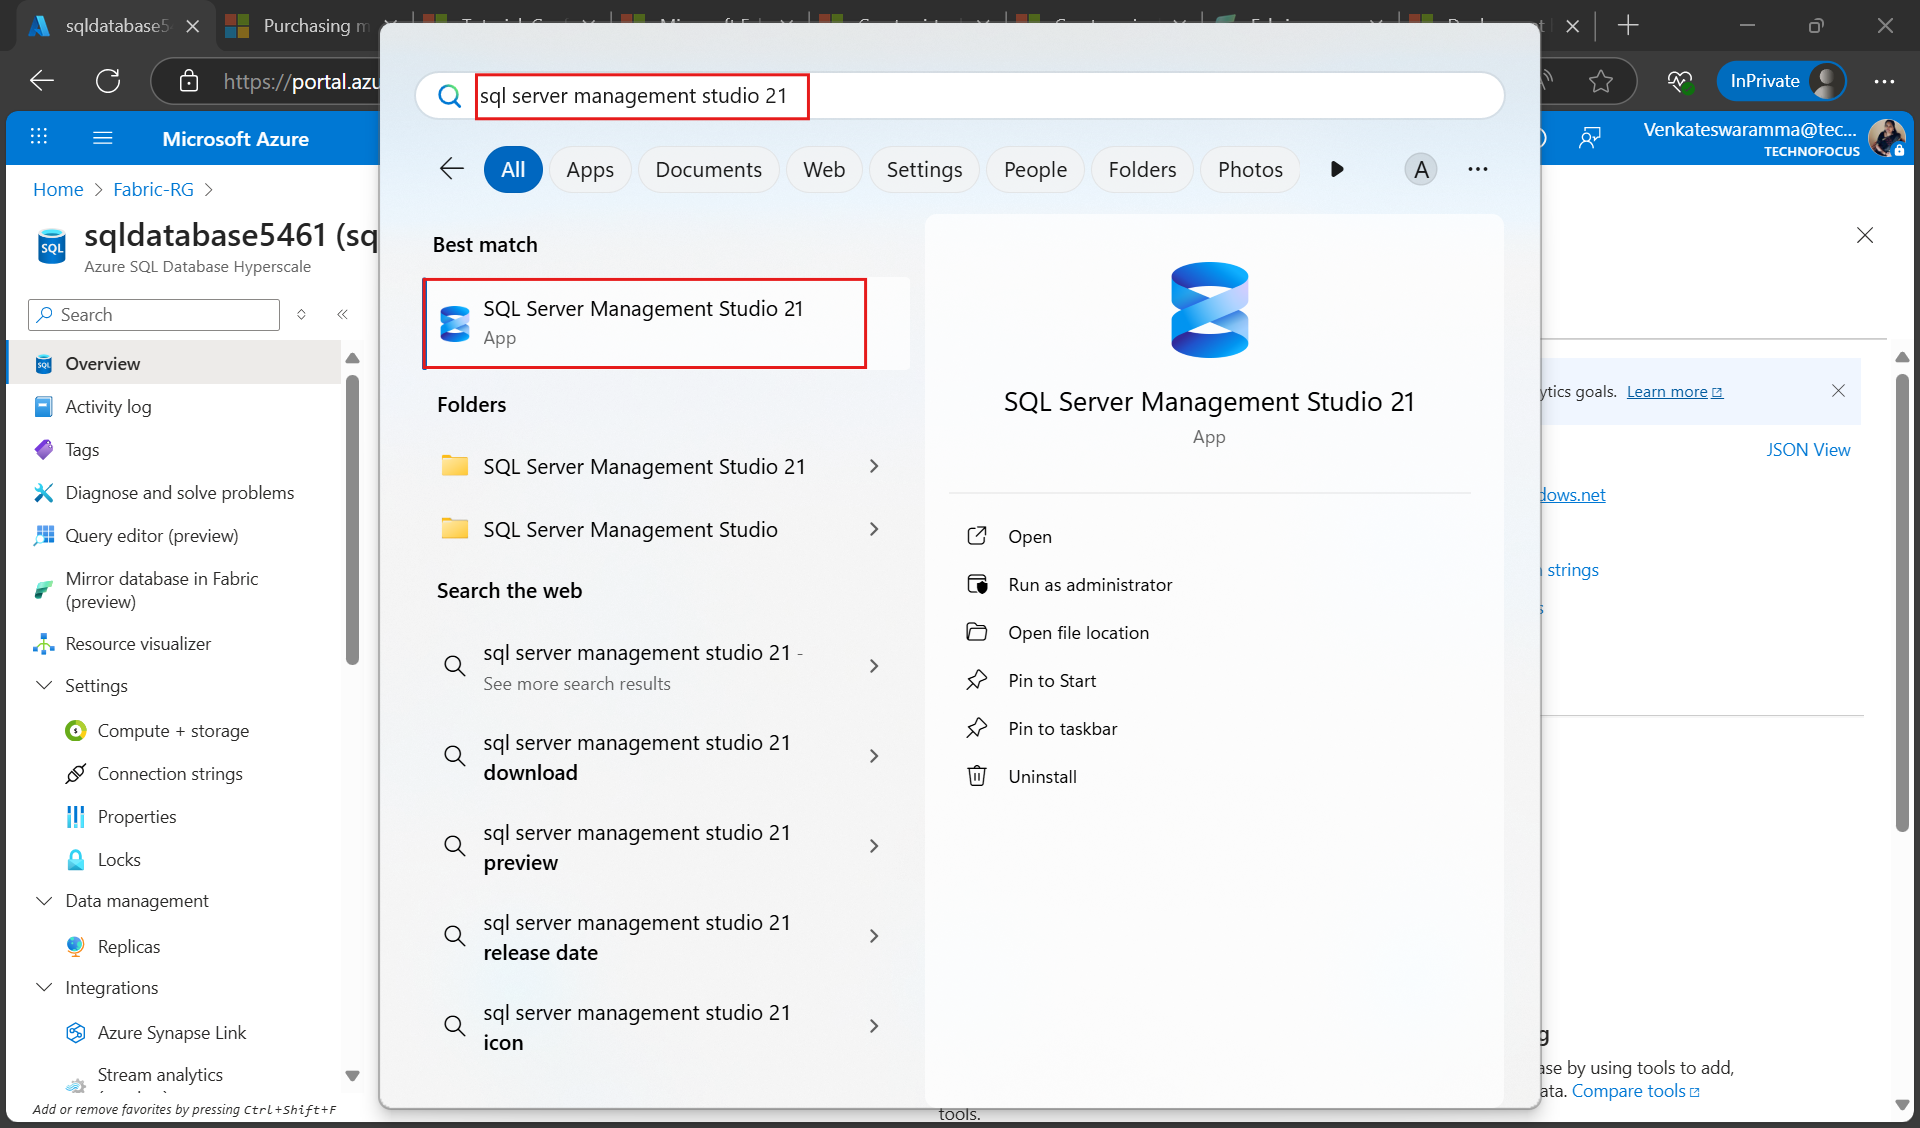 sqldatabase5
Purchasing m
https://portal.azu
InPrivate
sql server management studio 21
Microsoft Azure
Venkateswaramma@tec...
TECHNOFOCUS
All
Apps
Documents
Web
Settings
People
Folders
Photos
A
Home > Fabric-RG >
sqldatabase5461 (sq
Azure SQL Database Hyperscale
Search
Overview
Activity log
Tags
Diagnose and solve problems
Query editor (preview)
Mirror database in Fabric
(preview)
Resource visualizer
Settings
Compute + storage
Connection strings
Properties
Locks
Data management
Replicas
Integrations
Azure Synapse Link
Stream analytics
Add or remove favorites by pressing Ctrl+Shift+F
Best match
SQL Server Management Studio 21
App
Folders
SQL Server Management Studio 21
SQL Server Management Studio
Search the web
sql server management studio 21 -
See more search results
sql server management studio 21
download
sql server management studio 21
preview
sql server management studio 21
release date
sql server management studio 21
icon
SQL Server Management Studio 21
App
Open
Run as administrator
Open file location
Pin to Start
Pin to taskbar
Uninstall
ytics goals. Learn more
JSON View
dows.net
strings
s
g
ase by using tools to add,
ata. Compare tools
tools.